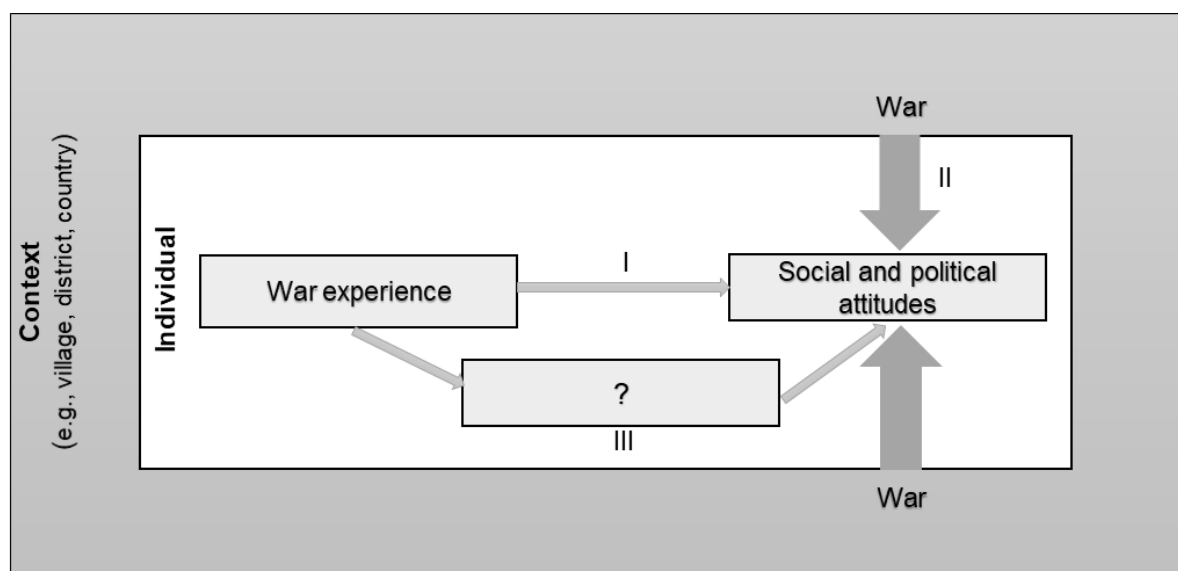 War
II
Context
(e.g., village, district, country)
Individual
War experience
I
Social and political
attitudes
?
III
War